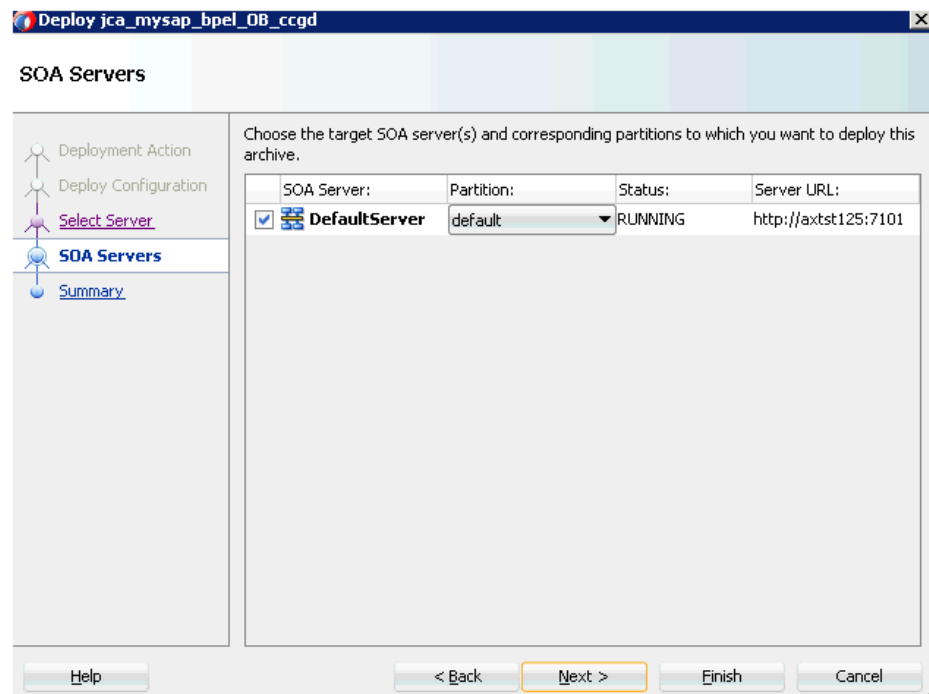 Deploy jca_mysap_bpel_OB_ccgd
SOA Servers
Deployment Action
Deploy Configuration
Select Server
SOA Servers
Summary
Choose the target SOA server(s) and corresponding partitions to which you want to deploy this
archive.
SOA Server: Partition: Status: Server URL:
DefaultServer default RUNNING http://axtst125:7101
Help < Back Next > Finish Cancel